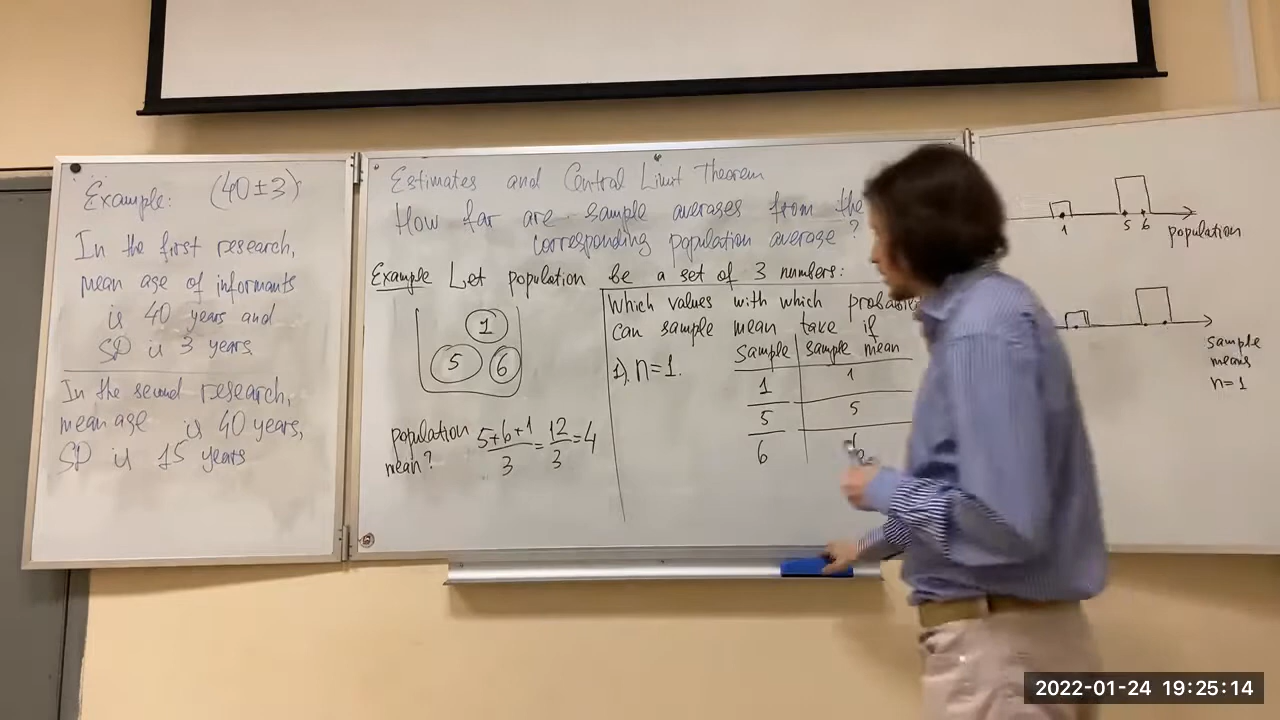 Example: (40±3)
In the first research,
mean age of informants
is 40 years and
SD is 3 years.
In the second research,
mean age is 40 years,
SD is 15 years
Estimates and Central Limit Theorem
How far are sample averages from the
corresponding population average?
Example Let population be a set of 3 numbers:
1
5 6
population mean? 5+6+1/3=12/3=4
Which values with which
can sample mean take if
1). n=1.
Sample sample mean
1 1
5 5
6 6
1 5 6
population
sample
means
n=1
2022-01-24 19:25:14